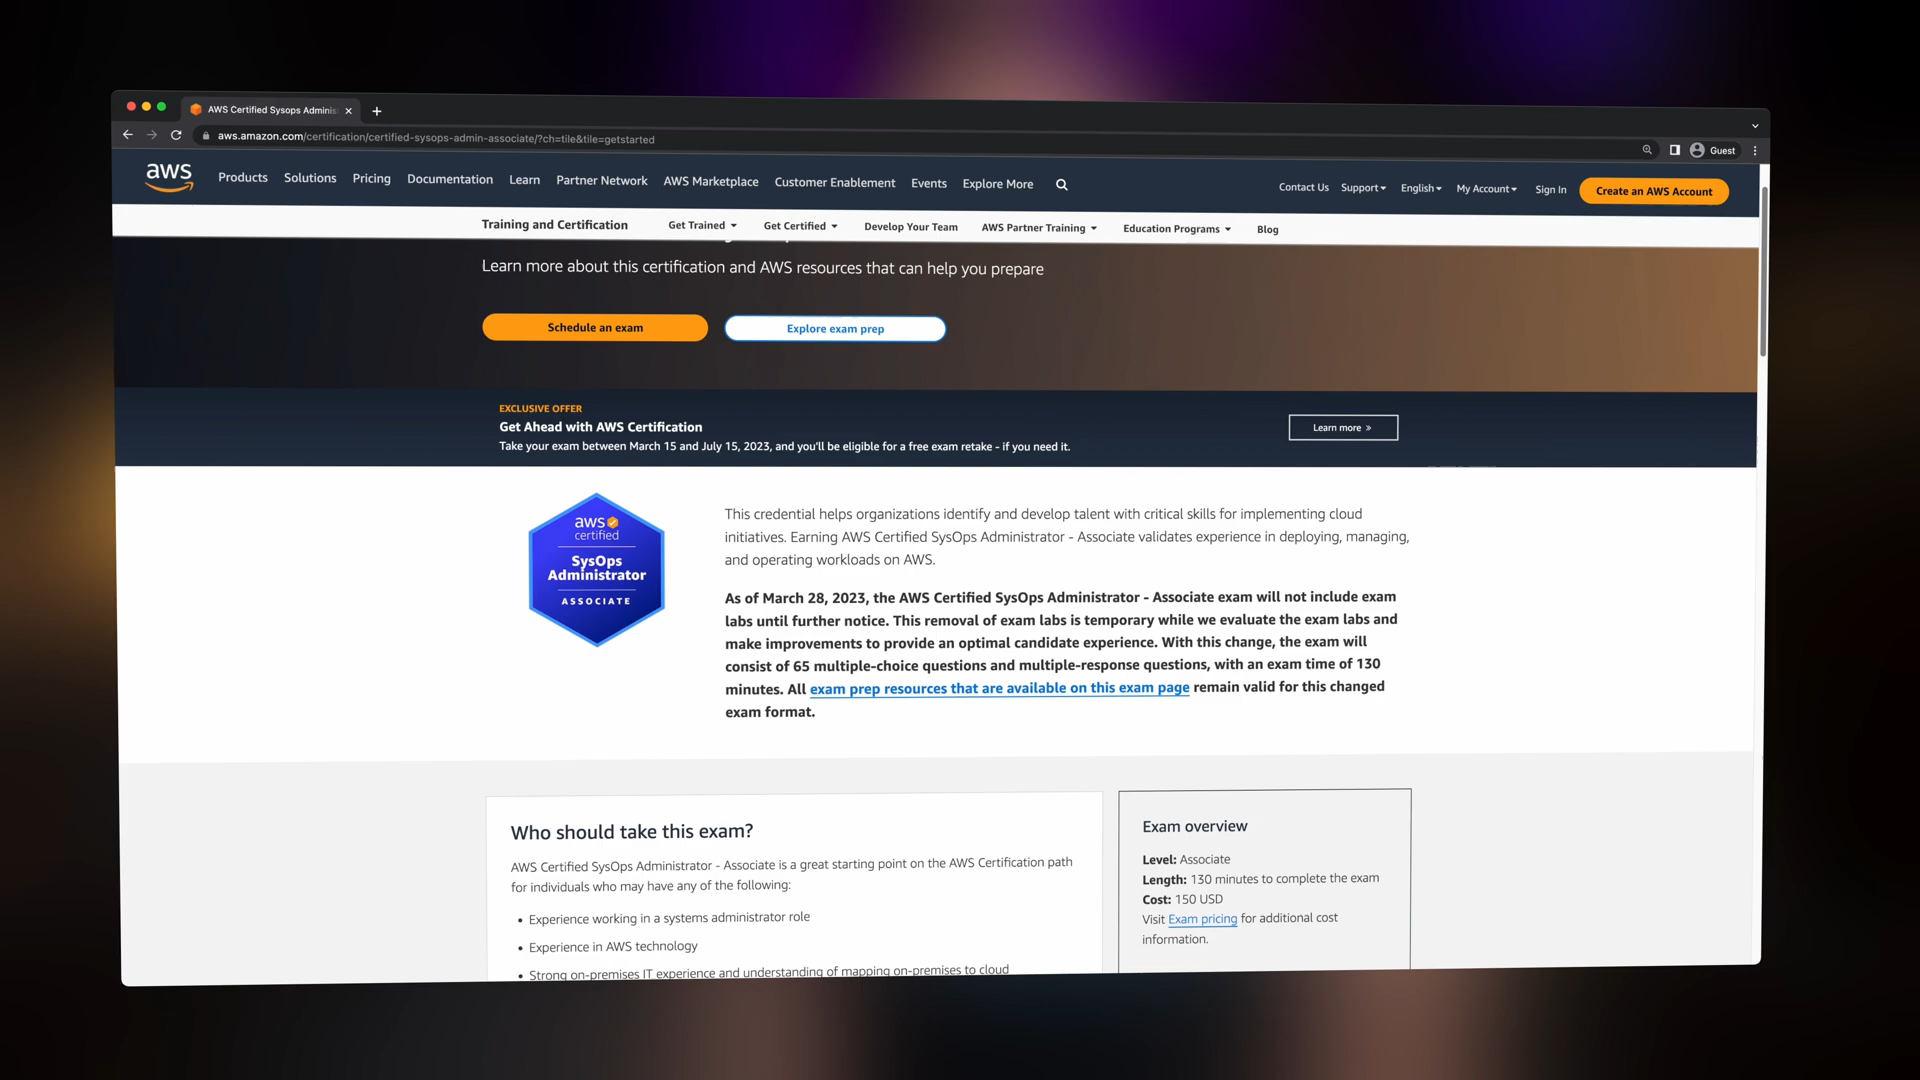 AWS Certified Sysops Adminis
aws.amazon.com/certification/certified-sysops-admin-associate/?ch=tile&tile=getstarted
Guest
aws
Products
Solutions
Pricing
Documentation
Learn
Partner Network
AWS Marketplace
Customer Enablement
Events
Explore More
Contact Us
Support
English
My Account
Sign In
Create an AWS Account
Training and Certification
Get Trained
Get Certified
Develop Your Team
AWS Partner Training
Education Programs
Blog
Learn more about this certification and AWS resources that can help you prepare
Schedule an exam
Explore exam prep
EXCLUSIVE OFFER
Get Ahead with AWS Certification
Take your exam between March 15 and July 15, 2023, and you'll be eligible for a free exam retake - if you need it.
Learn more »
aws
certified
SysOps
Administrator
ASSOCIATE
This credential helps organizations identify and develop talent with critical skills for implementing cloud
initiatives. Earning AWS Certified SysOps Administrator - Associate validates experience in deploying, managing,
and operating workloads on AWS.
As of March 28, 2023, the AWS Certified SysOps Administrator - Associate exam will not include exam
labs until further notice. This removal of exam labs is temporary while we evaluate the exam labs and
make improvements to provide an optimal candidate experience. With this change, the exam will
consist of 65 multiple-choice questions and multiple-response questions, with an exam time of 130
minutes. All exam prep resources that are available on this exam page remain valid for this changed
exam format.
Who should take this exam?
AWS Certified SysOps Administrator - Associate is a great starting point on the AWS Certification path
for individuals who may have any of the following:
• Experience working in a systems administrator role
• Experience in AWS technology
• Strong on-premises IT experience and understanding of mapping on-premises to cloud
Exam overview
Level: Associate
Length: 130 minutes to complete the exam
Cost: 150 USD
Visit Exam pricing for additional cost
information.